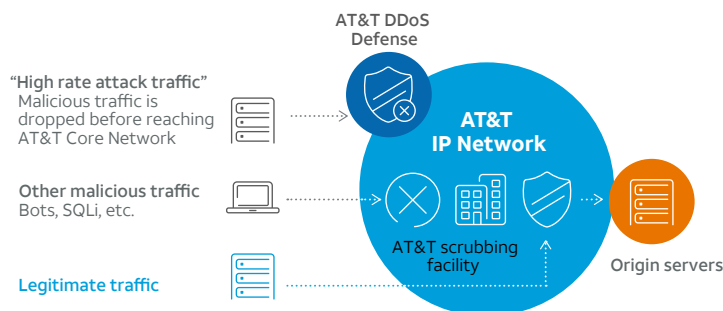 AT&T DDoS
Defense
“High rate attack traffic”
Malicious traffic is
dropped before reaching
AT&T Core Network
AT&T
IP Network
Other malicious traffic
Bots, SQLi, etc.
AT&T scrubbing
facility
Origin servers
Legitimate traffic